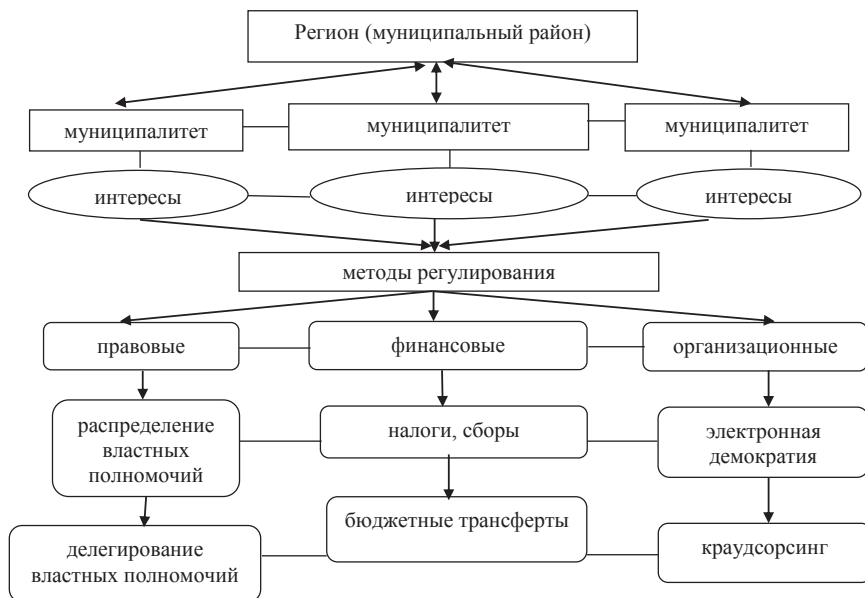 Регион (муниципальный район)
муниципалитет
муниципалитет
муниципалитет
интересы
интересы
интересы
методы регулирования
правовые
финансовые
организационные
распределение
властных
полномочий
налоги, сборы
электронная
демократия
делегирование
властных полномочий
бюджетные трансферты
краудсорсинг